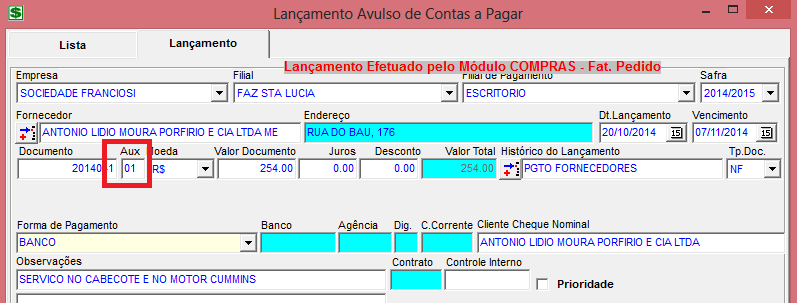 Lançamento Avulso de Contas a Pagar
Lista Lançamento
Lançamento Efetuado pelo Módulo COMPRAS - Fat. Pedido
Empresa Filial Filial de Pagamento Safra
SOCIEDADE FRANCIOSI FAZ STA LUCIA ESCRITORIO 2014/2015
Fornecedor Endereço Dt.Lançamento Vencimento
ANTONIO LIDIO MOURA PORFIRIO E CIA LTDA ME RUA DO BAU, 176 20/10/2014 15 07/11/2014 15
Documento Aux Moeda Valor Documento Juros Desconto Valor Total Histórico do Lançamento Tp.Doc.
01 R$ 254.00 0.00 0.00 254.00 PGTO FORNECEDORES NF
Forma de Pagamento Banco Agência Dig. C.Corrente Cliente Cheque Nominal
BANCO ANTONIO LIDIO MOURA PORFIRIO E CIA LTDA
Observações Contrato Controle Interno
SERVICO NO CABECOTE E NO MOTOR CUMMINS Prioridade